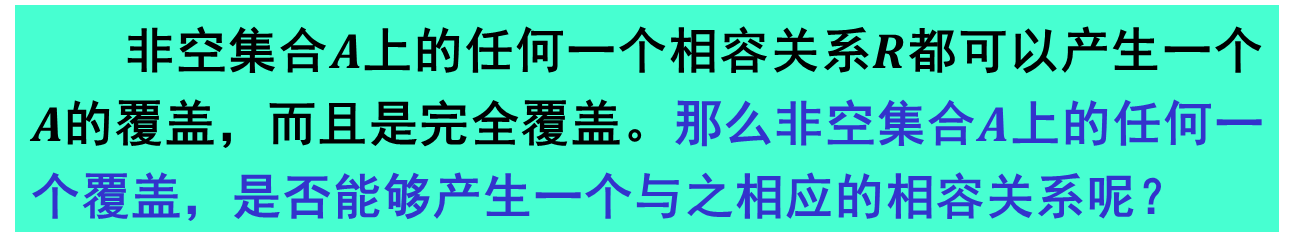 非空集合A上的任何一个相容关系R都可以产生一个
A的覆盖，而且是完全覆盖。那么非空集合A上的任何一
个覆盖，是否能够产生一个与之相应的相容关系呢？